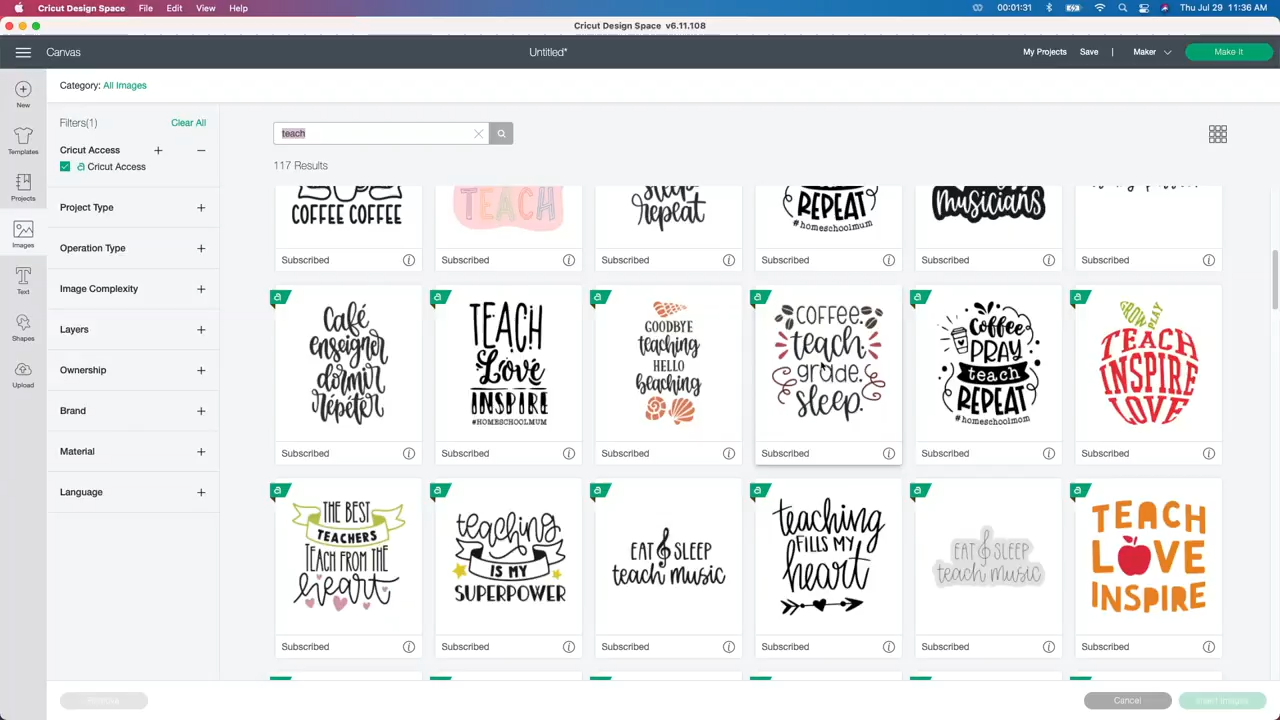 Cricut Design Space File Edit View Help
00:01:31
Thu Jul 29 11:36 AM
Cricut Design Space v6.11.108
Canvas
Untitled*
My Projects Save | Maker Make It
New
Templates
Projects
Images
Text
Shapes
Upload
Category: All Images
Filters(1) Clear All
Cricut Access + −
a Cricut Access
Project Type +
Operation Type +
Image Complexity +
Layers +
Ownership +
Brand +
Material +
Language +
teach
117 Results
COFFEE COFFEE
TEACH
sleep
repeat
REPEAT
#homeschoolmum
musicians
Subscribed
Subscribed
Subscribed
Subscribed
Subscribed
Subscribed
café
enseigner
dormir
répéter
TEACH
Love
INSPIRE
#HOMESCHOOLMUM
GOODBYE
teaching
HELLO
beaching
coffee.
teach.
grade.
sleep.
Coffee
PRAY
teach
REPEAT
#homeschoolmom
GROW PLAY
TEACH
INSPIRE
LOVE
Subscribed
Subscribed
Subscribed
Subscribed
Subscribed
Subscribed
THE BEST
TEACHERS
TEACH FROM THE
heart
teaching
IS MY
SUPERPOWER
EAT SLEEP
teach music
teaching
FILLS MY
heart
EAT SLEEP
teach music
TEACH
LOVE
INSPIRE
Subscribed
Subscribed
Subscribed
Subscribed
Subscribed
Subscribed
Cancel
Insert Images